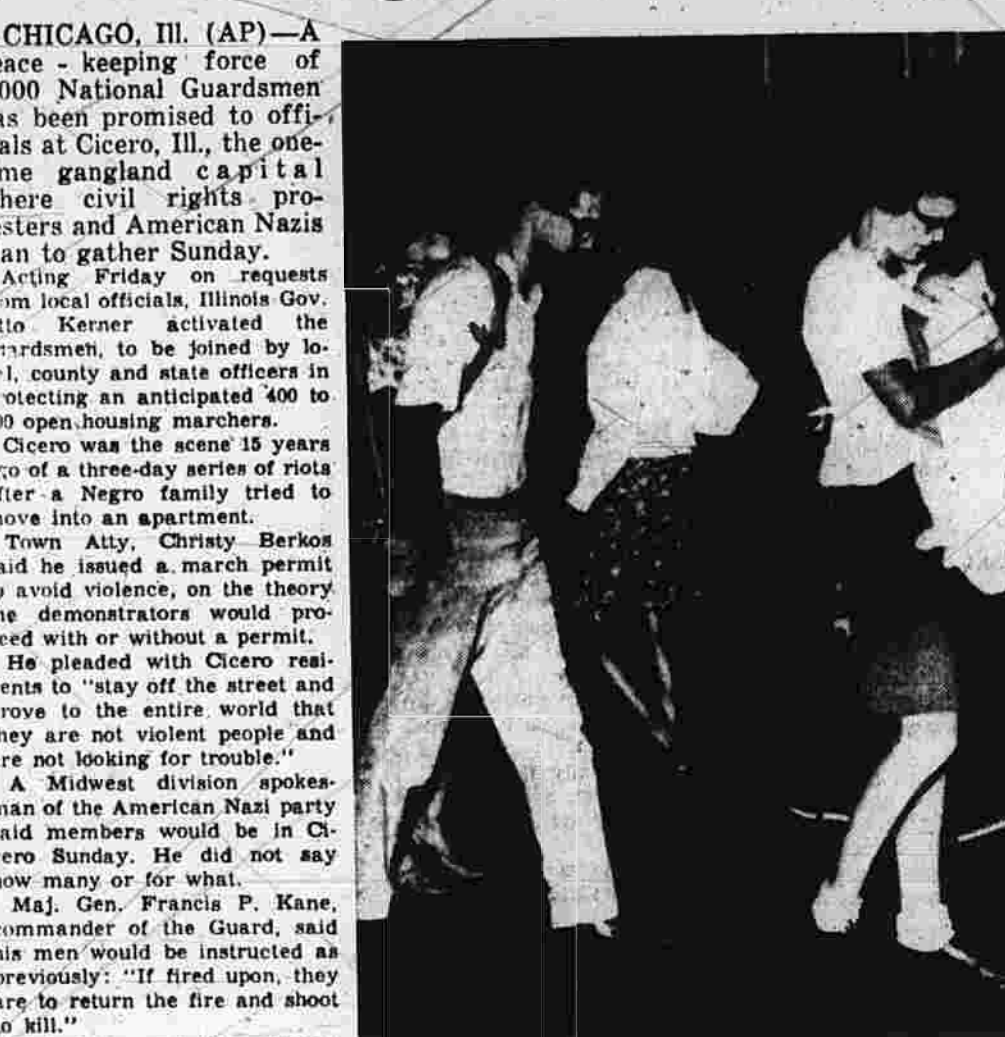 CHICAGO, Ill. (AP)—A
eace - keeping force of
000 National Guardsmen
as been promised to offi-
als at Cicero, Ill., the one-
me gangland capital
here civil rights pro-
esters and American Nazis
an to gather Sunday.
Acting Friday on requests
om local officials, Illinois Gov.
tto Kerner activated the
ardsmen, to be joined by lo-
l, county and state officers in
otecting an anticipated 400 to
00 open housing marchers.
Cicero was the scene 15 years
go of a three-day series of riots
fter a Negro family tried to
ove into an apartment.
Town Atty. Christy Berkos
aid he issued a march permit
o avoid violence, on the theory
he demonstrators would pro-
ced with or without a permit.
He pleaded with Cicero resi-
ents to "stay off the street and
rove to the entire world that
hey are not violent people and
re not looking for trouble."
A Midwest division spokes-
man of the American Nazi party
aid members would be in Ci-
ero Sunday. He did not say
how many or for what.
Maj. Gen. Francis P. Kane,
commander of the Guard, said
his men would be instructed as
previously: "If fired upon, they
are to return the fire and shoot
o kill."